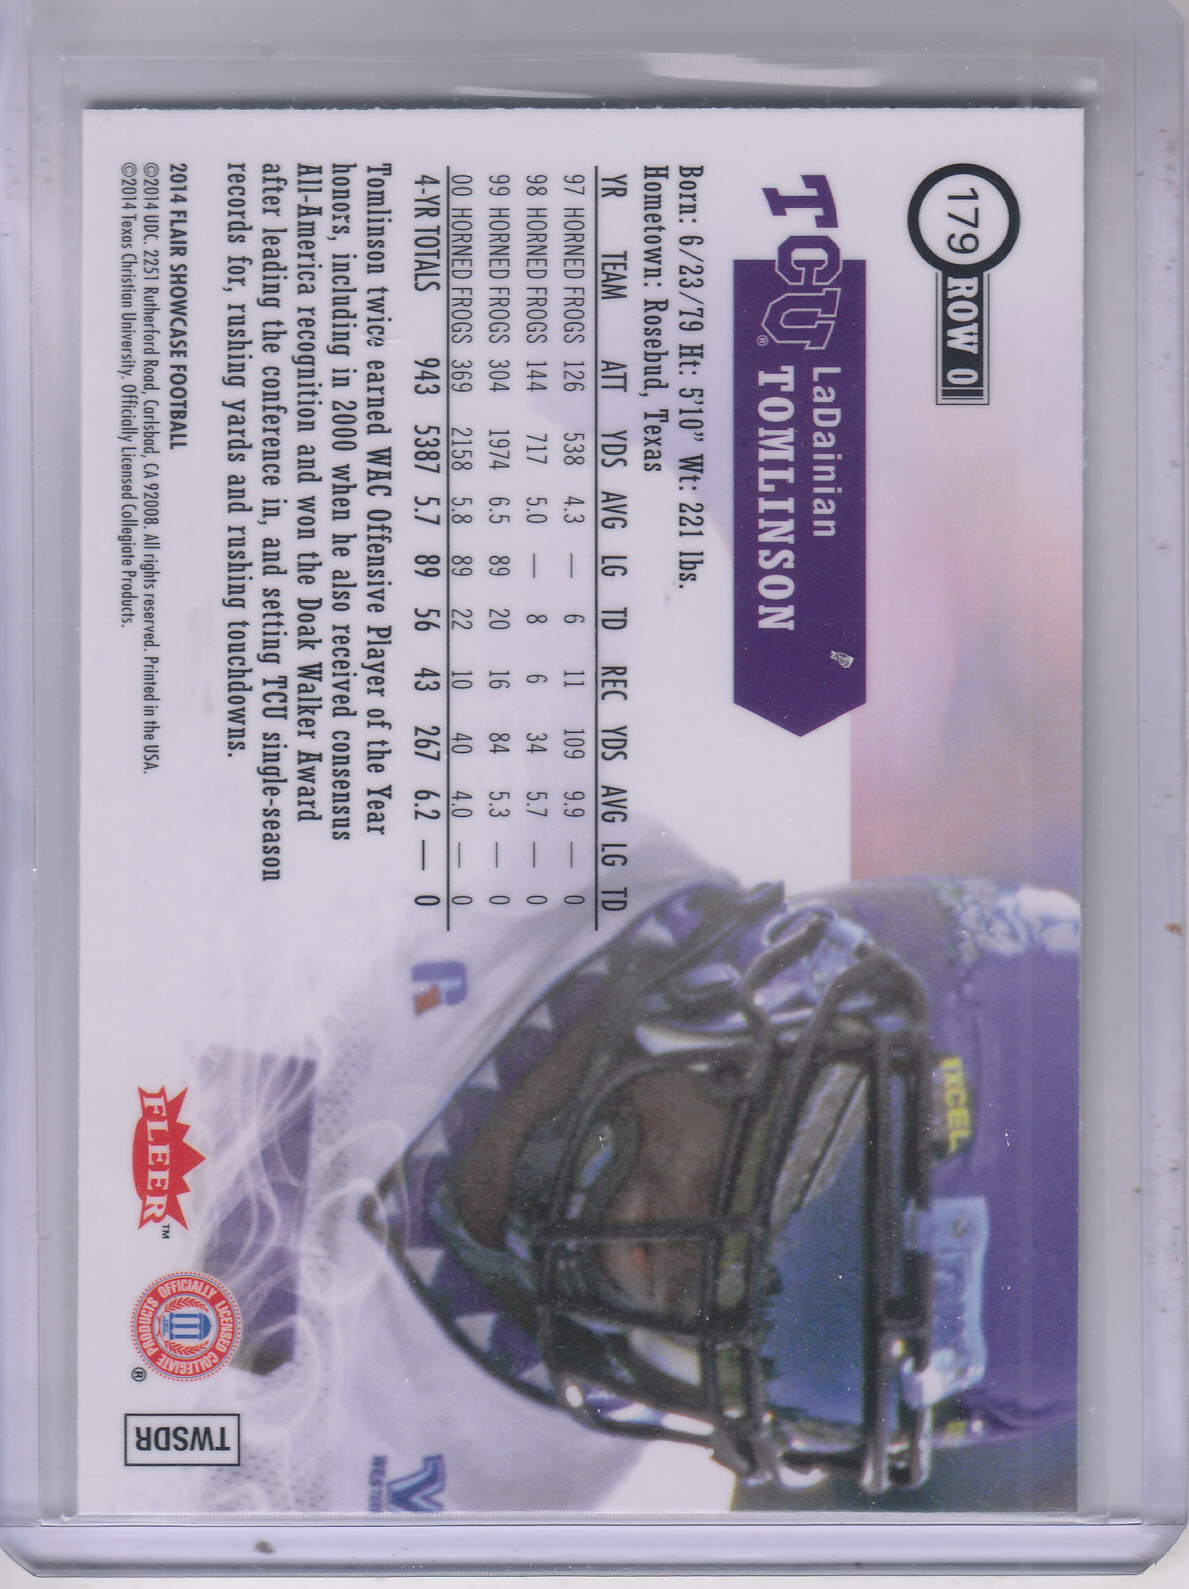 179 ROW 0
TCU®
LaDainian
TOMLINSON
Born: 6/23/79 Ht: 5'10" Wt: 221 lbs.
Hometown: Rosebud, Texas
YR TEAM ATT YDS AVG LG TD REC YDS AVG LG TD
97 HORNED FROGS 126 538 4.3 — 6 11 109 9.9 — 0
98 HORNED FROGS 144 717 5.0 — 8 6 34 5.7 — 0
99 HORNED FROGS 304 1974 6.5 89 20 16 84 5.3 — 0
00 HORNED FROGS 369 2158 5.8 89 22 10 40 4.0 — 0
4-YR TOTALS 943 5387 5.7 89 56 43 267 6.2 — 0
Tomlinson twice earned WAC Offensive Player of the Year
honors, including in 2000 when he also received consensus
All-America recognition and won the Doak Walker Award
after leading the conference in, and setting TCU single-season
records for, rushing yards and rushing touchdowns.
2014 FLAIR SHOWCASE FOOTBALL
©2014 UDC. 2251 Rutherford Road, Carlsbad, CA 92008. All rights reserved. Printed in the USA.
©2014 Texas Christian University. Officially Licensed Collegiate Products.
EXCEL
FLEER™
OFFICIALLY LICENSED COLLEGIATE PRODUCTS ®
TWSDR